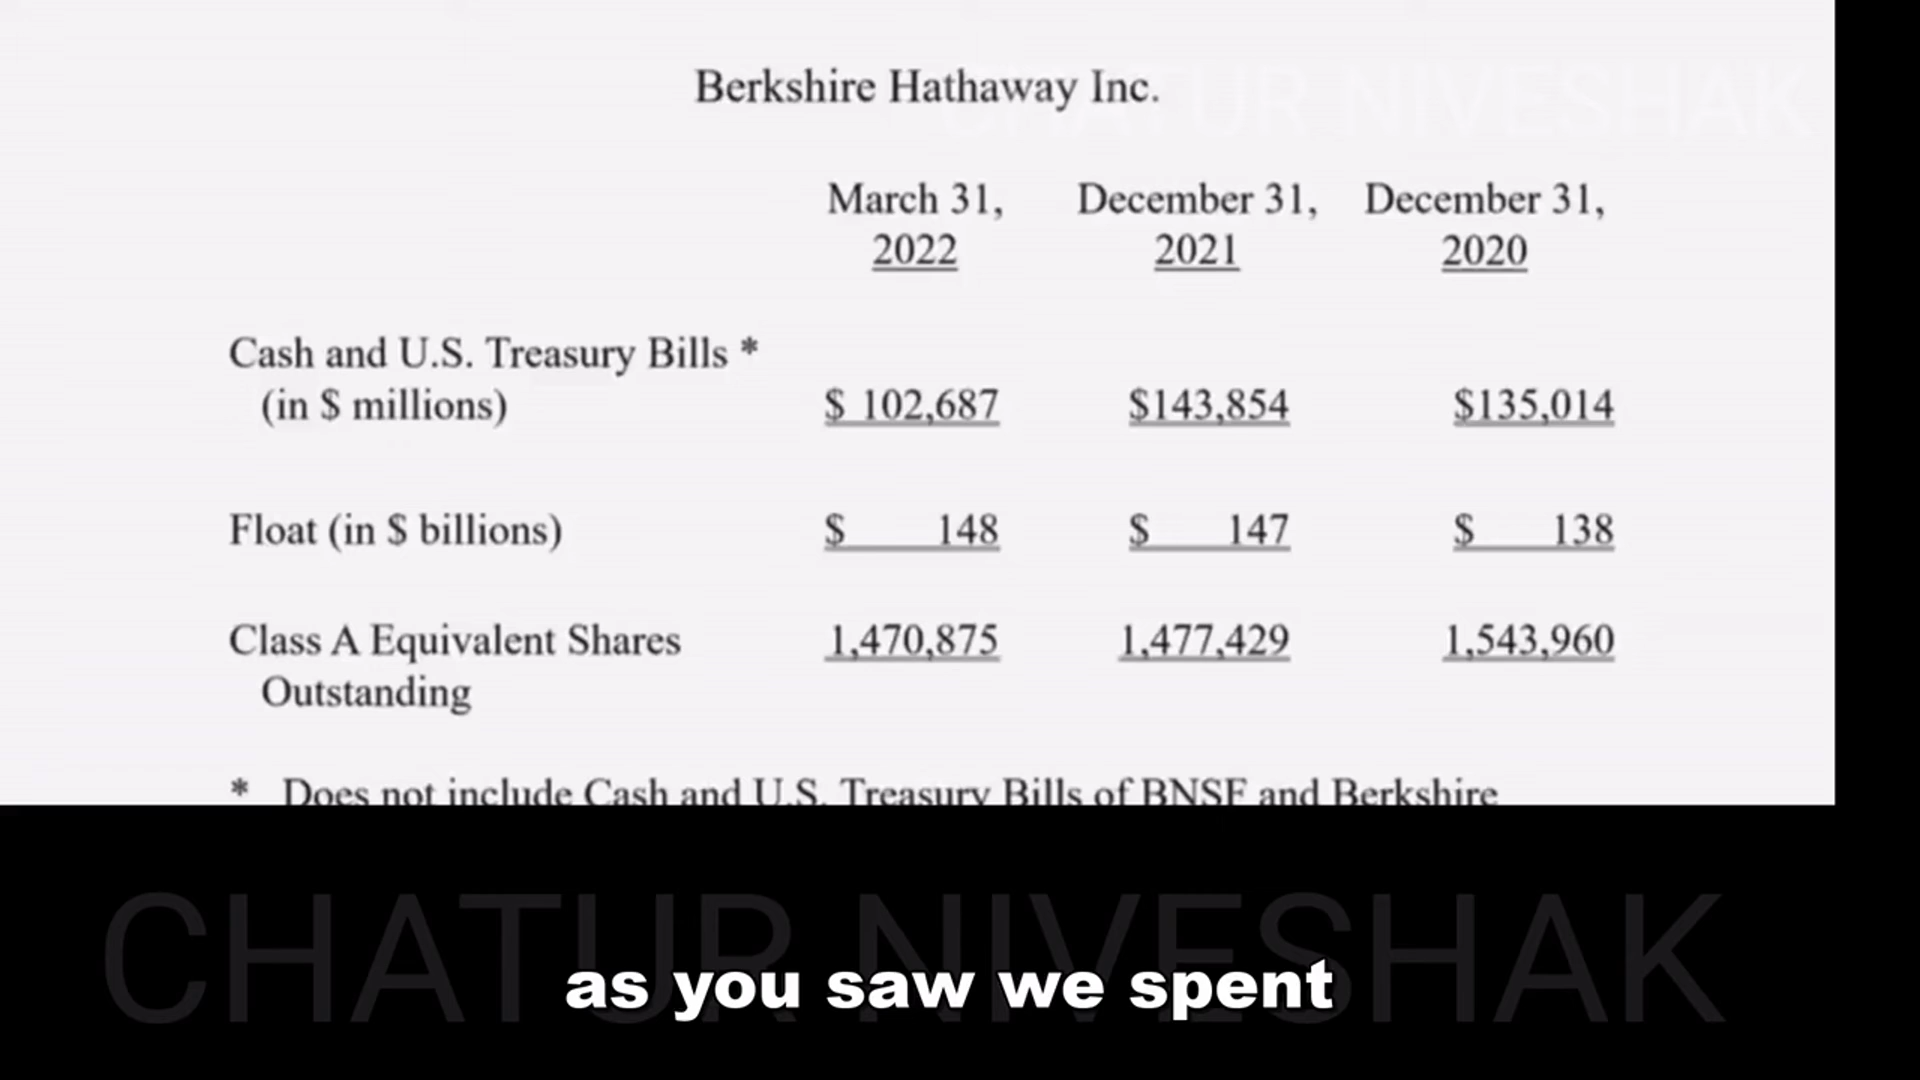 Berkshire Hathaway Inc.
CHATUR NIVESHAK
March 31, December 31, December 31,
2022 2021 2020
Cash and U.S. Treasury Bills *
(in $ millions) $ 102,687 $143,854 $135,014
Float (in $ billions) $ 148 $ 147 $ 138
Class A Equivalent Shares 1,470,875 1,477,429 1,543,960
Outstanding
* Does not include Cash and U.S. Treasury Bills of BNSF and Berkshire
CHATUR NIVESHAK
as you saw we spent